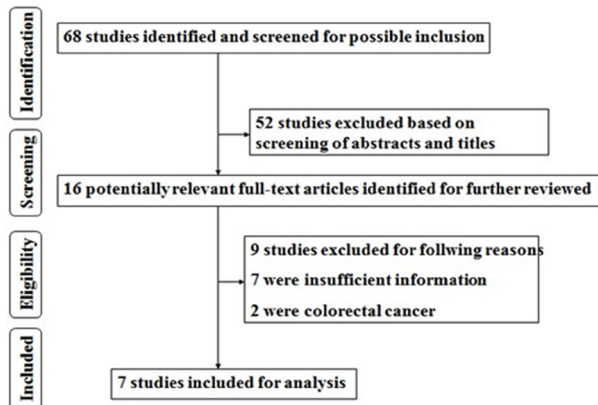 Identification
68 studies identified and screened for possible inclusion
52 studies excluded based on
screening of abstracts and titles
Screening
16 potentially relevant full-text articles identified for further reviewed
Eligibility
9 studies excluded for follwing reasons
7 were insufficient information
2 were colorectal cancer
Included
7 studies included for analysis